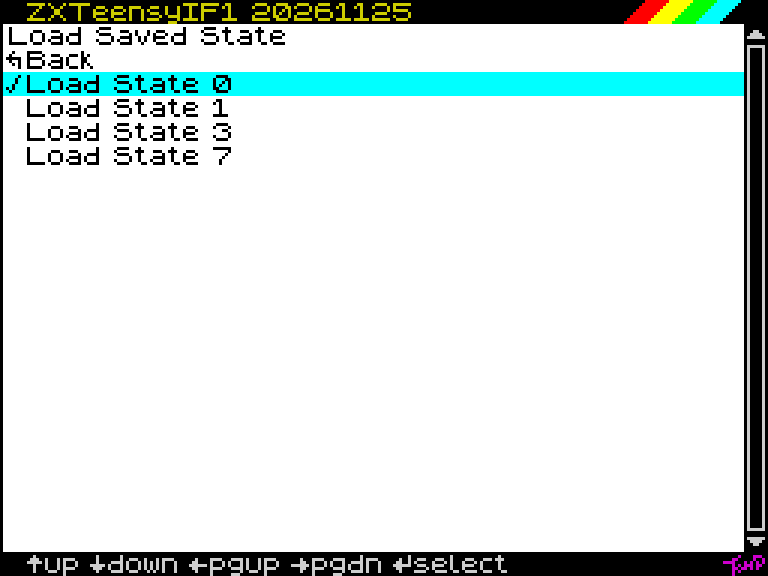 ZXTeensyIF1 20261125
Load Saved State
↰Back
✓Load State 0
Load State 1
Load State 3
Load State 7
↑up ↓down ←pgup →pgdn ↵select